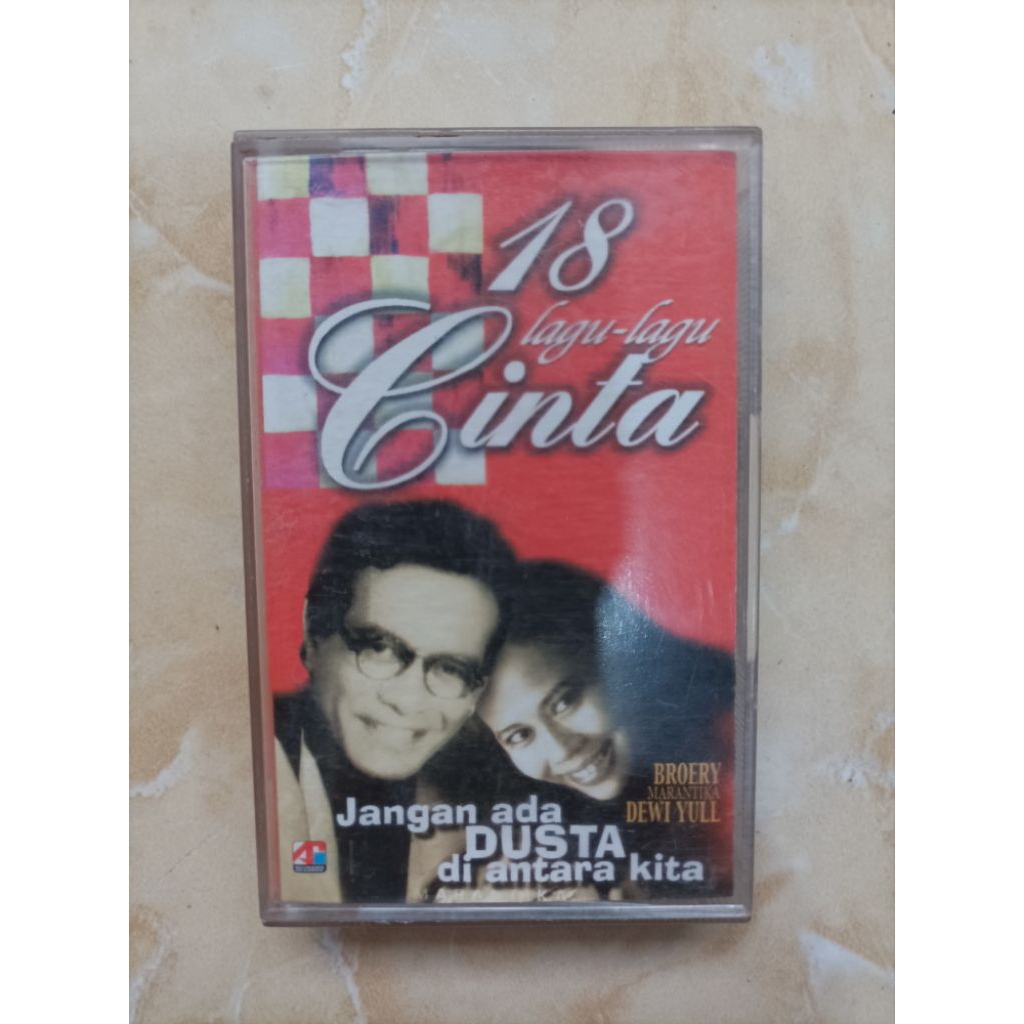 18
lagu-lagu
Cinta
BROERY
MARANTIKA
DEWI YULL
Jangan ada
DUSTA
di antara kita